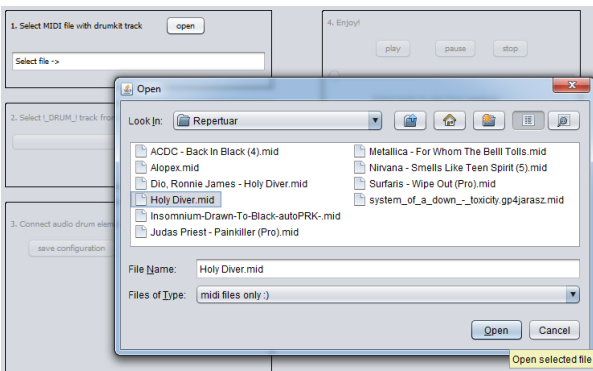 1. Select MIDI file with drumkit track
open
Select file ->
4. Enjoy!
play
pause
stop
2. Select !_DRUM_! track from
3. Connect audio drum elem
save configuration
Open
Look In:
Repertuar
ACDC - Back In Black (4).mid
Alopex.mid
Dio, Ronnie James - Holy Diver.mid
Holy Diver.mid
Insomnium-Drawn-To-Black-autoPRK-.mid
Judas Priest - Painkiller (Pro).mid
Metallica - For Whom The Belll Tolls.mid
Nirvana - Smells Like Teen Spirit (5).mid
Surfaris - Wipe Out (Pro).mid
system_of_a_down_-_toxicity.gp4jarasz.mid
File Name:
Holy Diver.mid
Files of Type:
midi files only :)
Open
Cancel
Open selected file